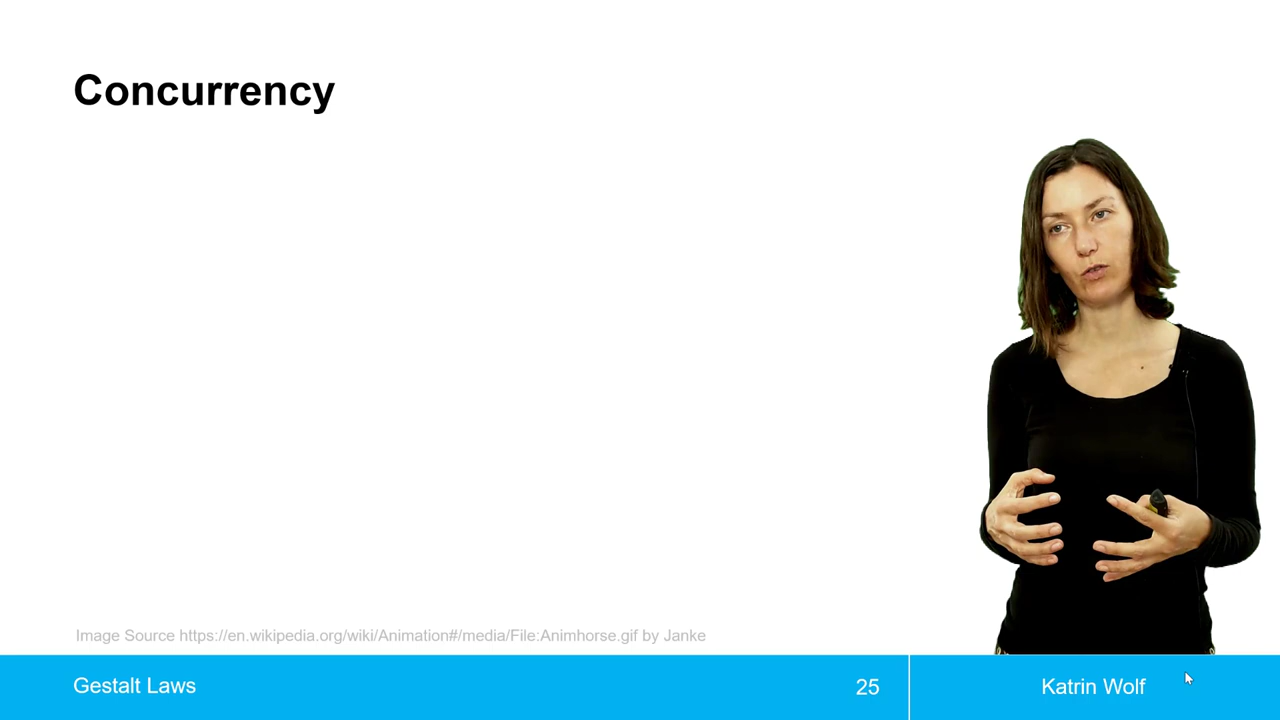 Concurrency
Image Source https://en.wikipedia.org/wiki/Animation#/media/File:Animhorse.gif by Janke
Gestalt Laws
25
Katrin Wolf